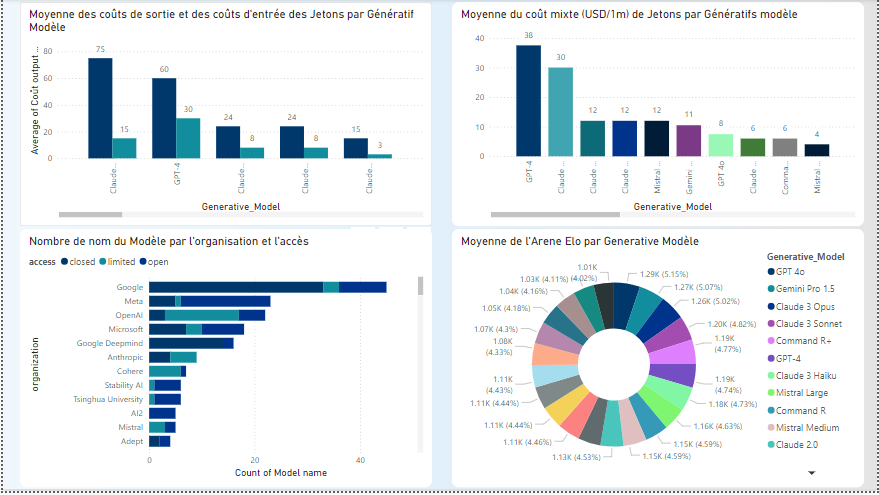 Moyenne des coûts de sortie et des coûts d'entrée des Jetons par Génératif
Modèle
Average of Coût output ...
80
60
40
20
0
75
15
60
30
24
8
24
8
15
3
Claude...
GPT-4
Claude ...
Claude ...
Claude...
Generative_Model
Moyenne du coût mixte (USD/1m) de Jetons par Génératifs modèle
40
30
20
10
0
38
30
12
12
12
11
8
6
6
4
GPT-4
Claude ...
Claude ...
Claude ...
Mistral ...
Gemini ...
GPT 4o
Claude ...
Comma...
Mistral ...
Generative_Model
Nombre de nom du Modèle par l'organisation et l'accès
access closed limited open
organization
Google
Meta
OpenAI
Microsoft
Google Deepmind
Anthropic
Cohere
Stability AI
Tsinghua University
AI2
Mistral
Adept
0 20 40
Count of Model name
Moyenne de l'Arene Elo par Generative Modèle
1.29K (5.15%)
1.27K (5.07%)
1.26K (5.02%)
1.20K (4.82%)
1.19K
(4.77%)
1.19K
(4.74%)
1.18K (4.73%)
1.16K (4.63%)
1.15K (4.59%)
1.15K (4.59%)
1.13K (4.53%)
1.11K (4.46%)
1.11K (4.44%)
1.11K (4.44%)
1.11K
(4.43%)
1.08K
(4.33%)
1.07K (4.3%)
1.05K (4.18%)
1.04K (4.16%)
1.03K (4.11%)
1.01K
(4.02%)
Generative_Model
GPT 4o
Gemini Pro 1.5
Claude 3 Opus
Claude 3 Sonnet
Command R+
GPT-4
Claude 3 Haiku
Mistral Large
Command R
Mistral Medium
Claude 2.0